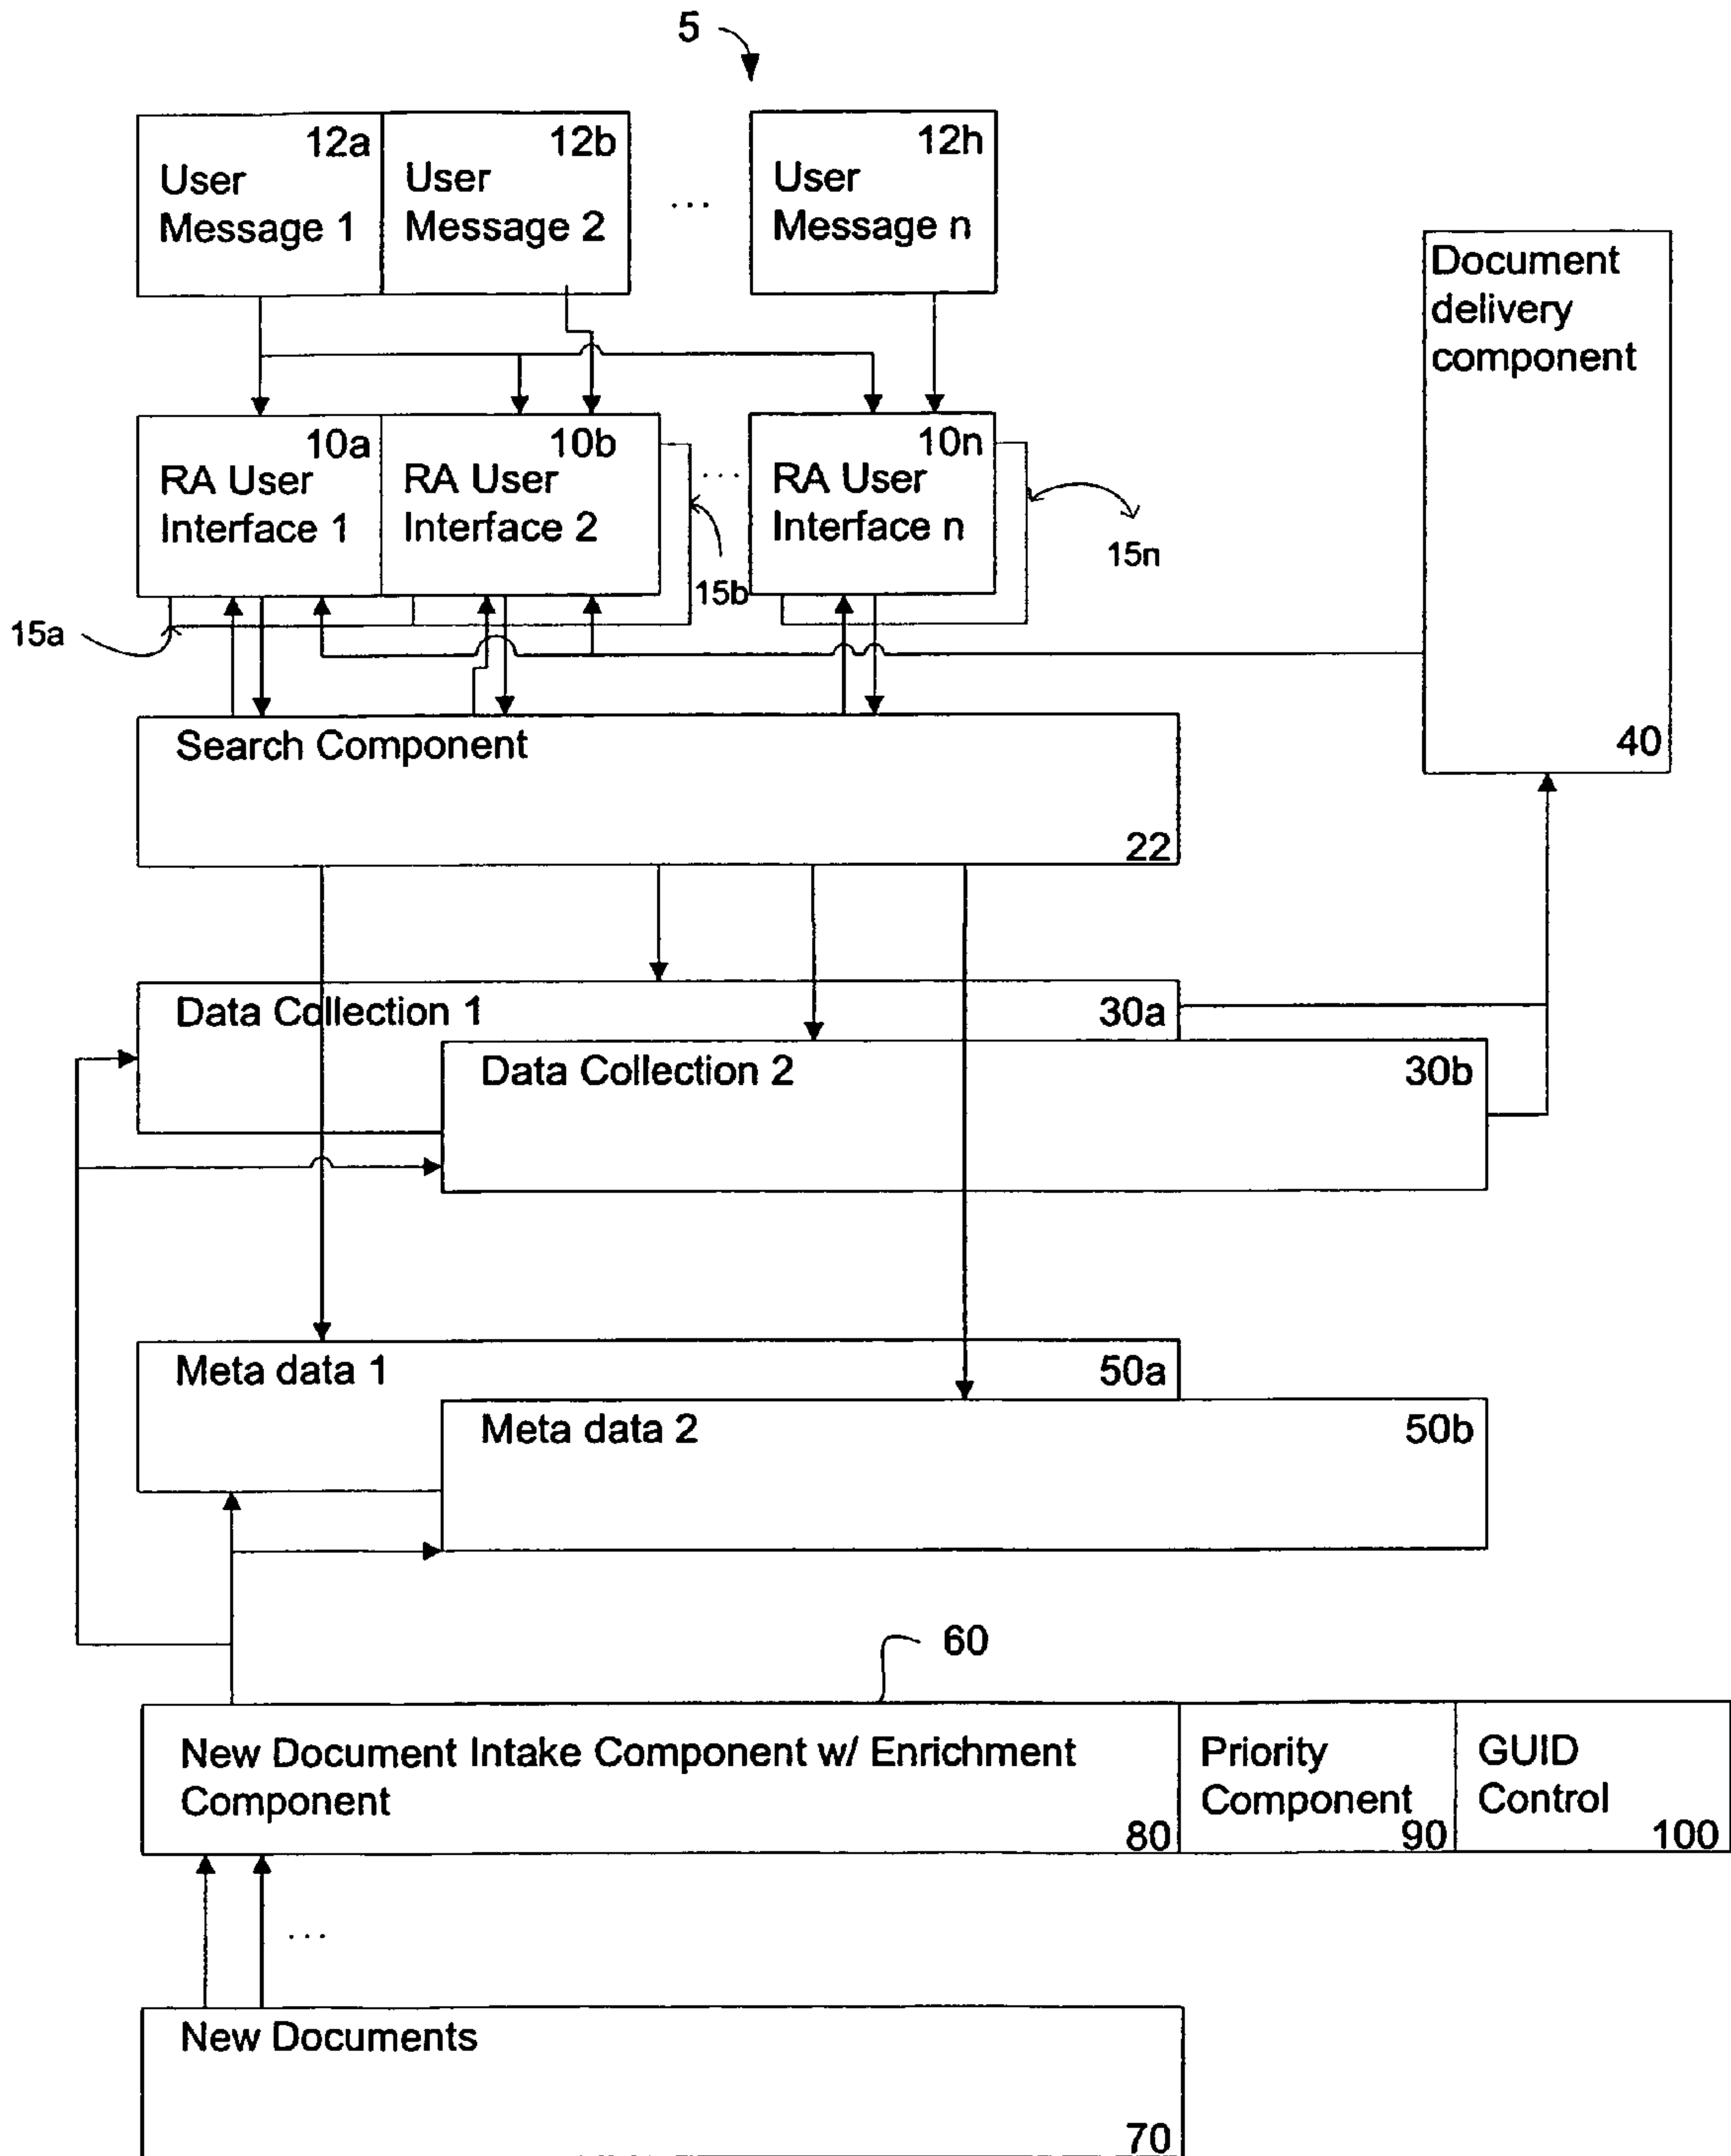 5
12a
User
Message 1
12b
User
Message 2
...
12h
User
Message n
Document
delivery
component
40
10a
RA User
Interface 1
10b
RA User
Interface 2
...
10n
RA User
Interface n
15a
15b
15n
Search Component
22
Data Collection 1
30a
Data Collection 2
30b
Meta data 1
50a
Meta data 2
50b
60
New Document Intake Component w/ Enrichment
Component
80
Priority
Component
90
GUID
Control
100
...
New Documents
70